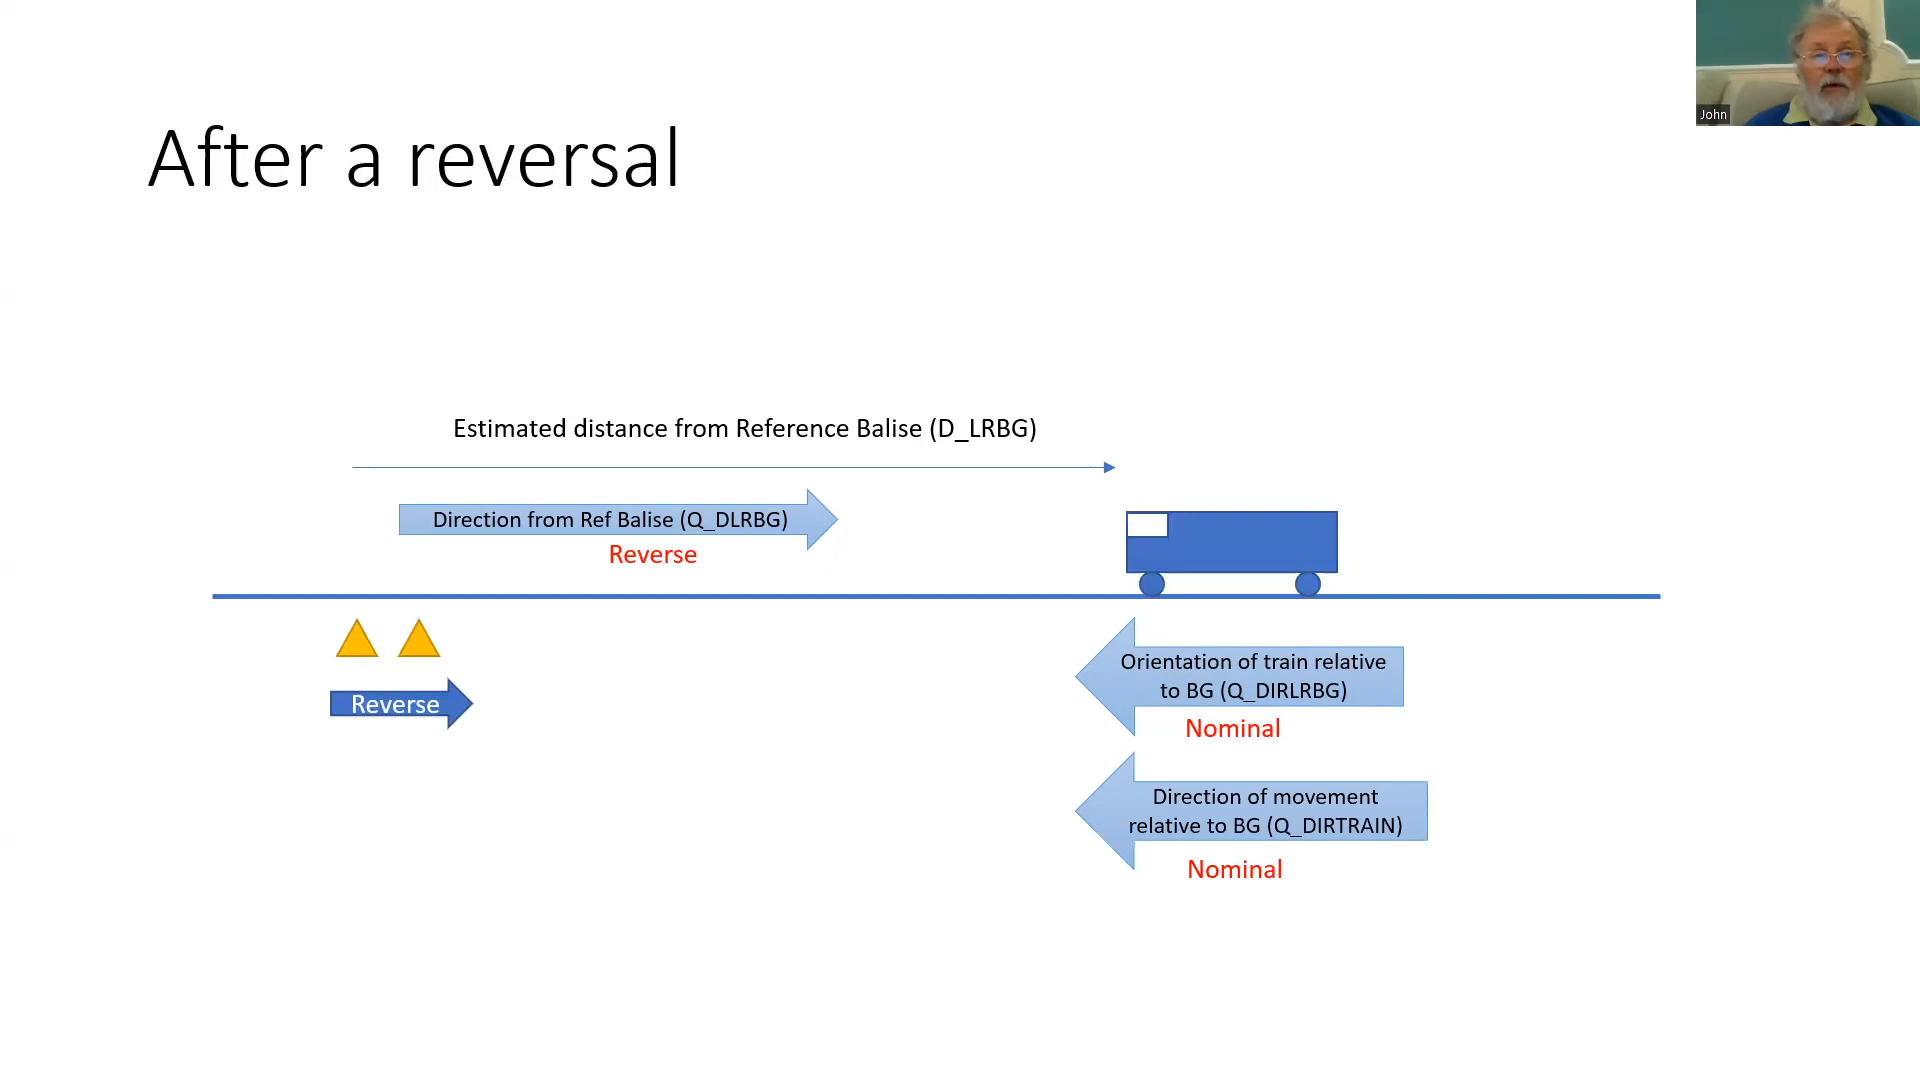 John
After a reversal
Estimated distance from Reference Balise (D_LRBG)
Direction from Ref Balise (Q_DLRBG)
Reverse
Reverse
Orientation of train relative
to BG (Q_DIRLRBG)
Nominal
Direction of movement
relative to BG (Q_DIRTRAIN)
Nominal